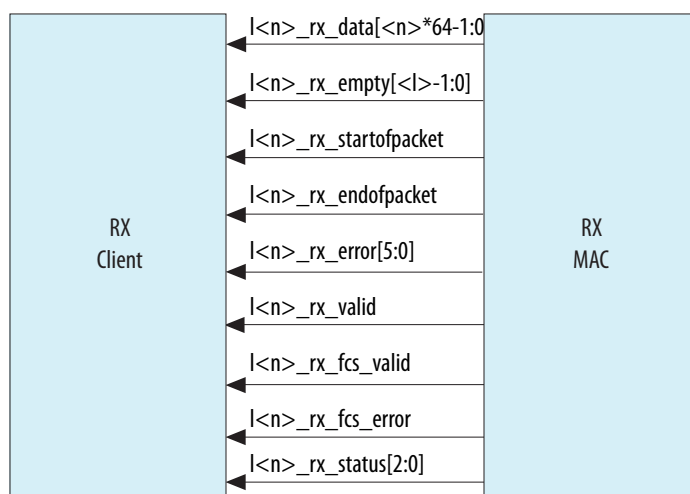 l<n>_rx_data[<n>*64-1:0
l<n>_rx_empty[<l>-1:0]
l<n>_rx_startofpacket
l<n>_rx_endofpacket
RX
Client
RX
MAC
l<n>_rx_error[5:0]
l<n>_rx_valid
l<n>_rx_fcs_valid
l<n>_rx_fcs_error
l<n>_rx_status[2:0]